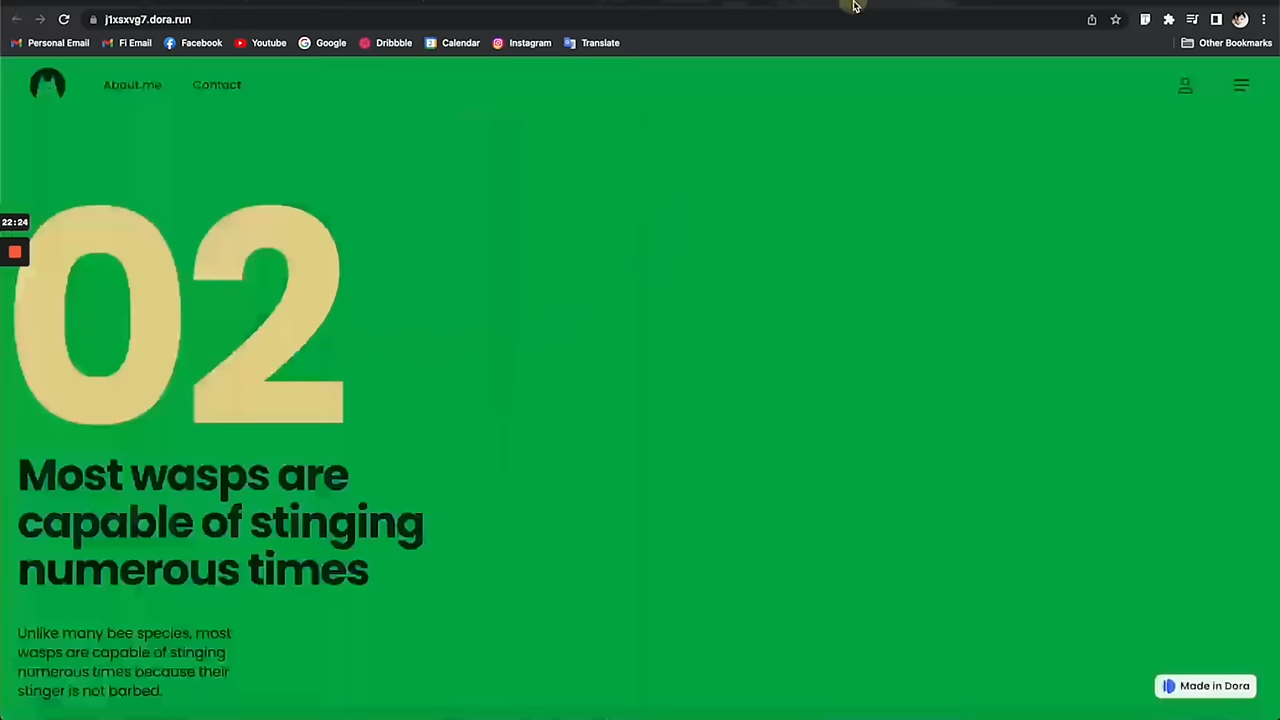 j1xsxvg7.dora.run
Personal Email
Fi Email
Facebook
Youtube
Google
Dribbble
Calendar
Instagram
Translate
Other Bookmarks
About me
Contact
22:24
02
Most wasps are
capable of stinging
numerous times
Unlike many bee species, most
wasps are capable of stinging
numerous times because their
stinger is not barbed.
Made in Dora